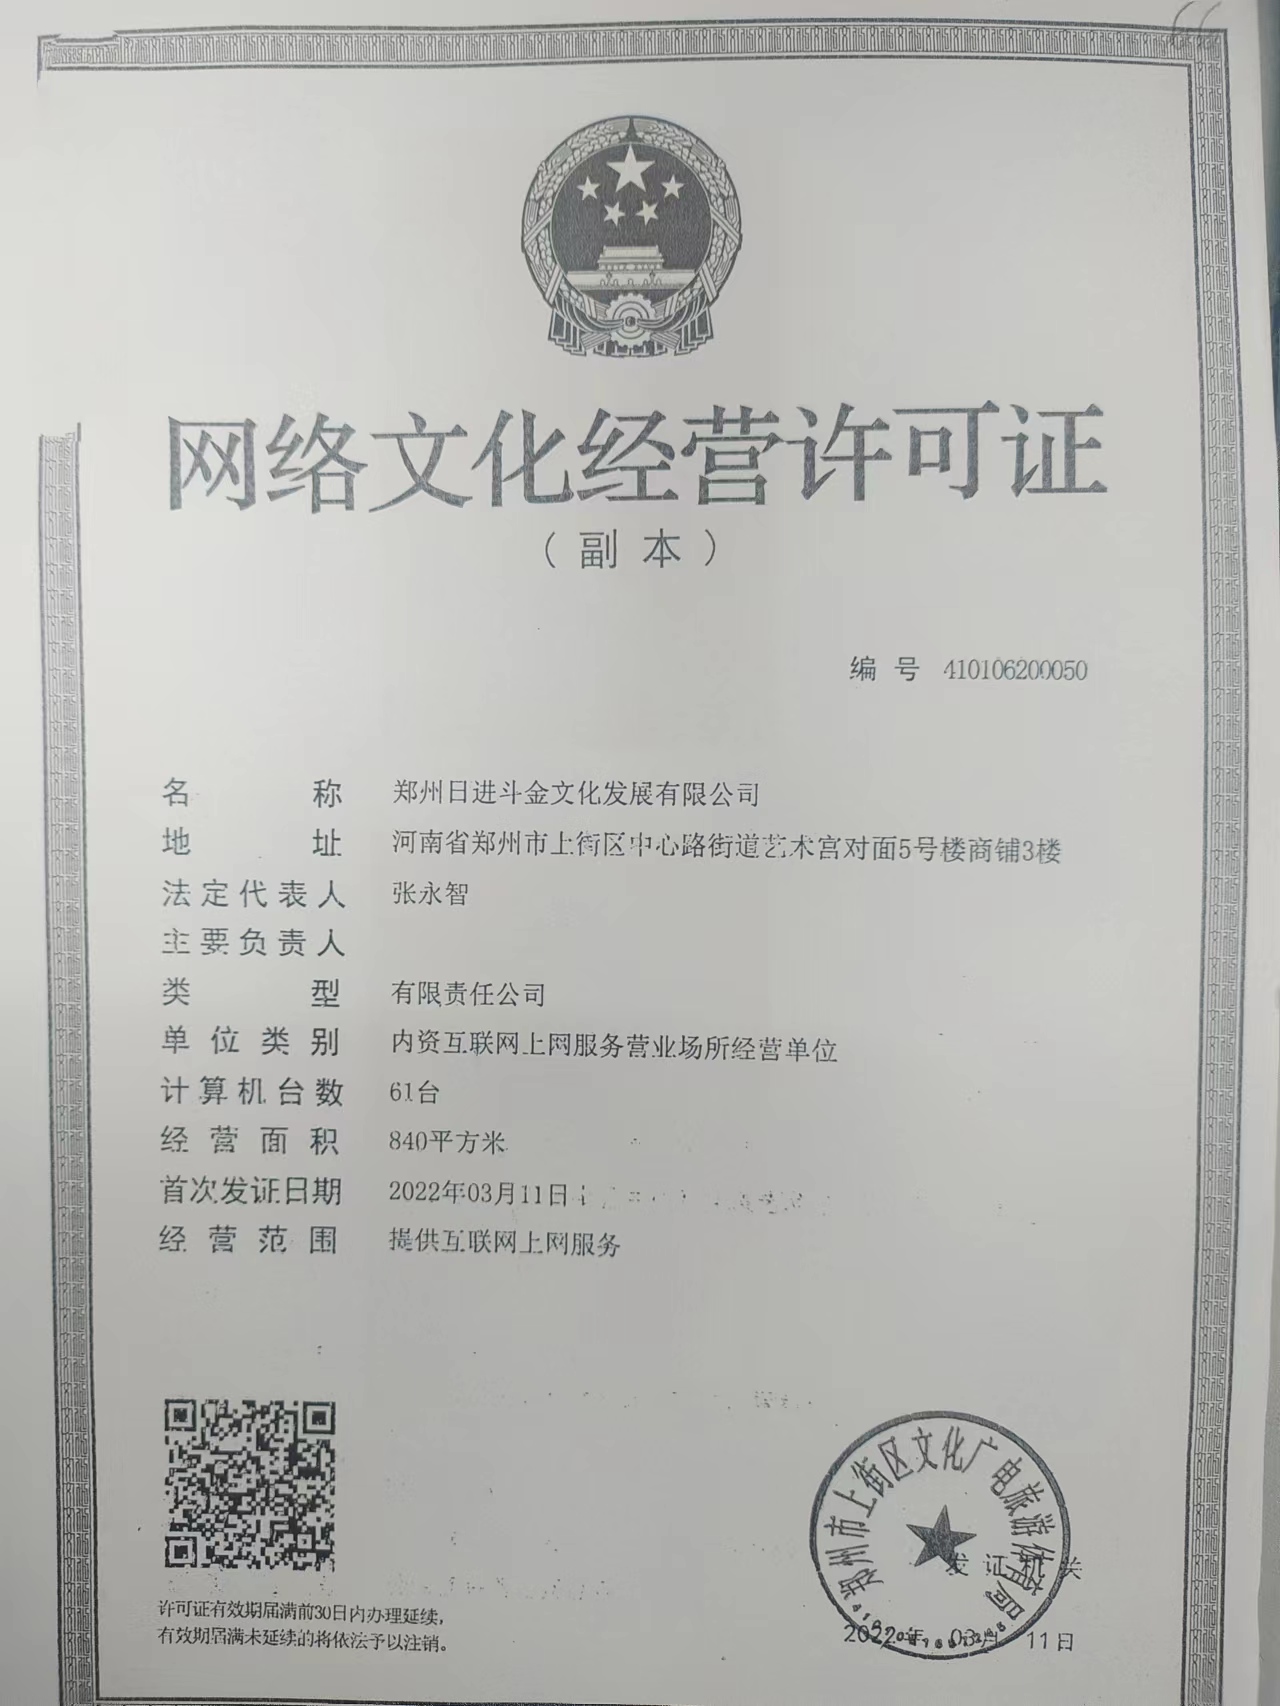 网络文化经营许可证
（副本）
编号 410106200050
名称 郑州日进斗金文化发展有限公司
地址 河南省郑州市上街区中心路街道艺术宫对面5号楼商铺3楼
法定代表人 张永智
主要负责人
类型 有限责任公司
单位类别 内资互联网上网服务营业场所经营单位
计算机台数 61台
经营面积 840平方米
首次发证日期 2022年03月11日
经营范围 提供互联网上网服务
郑州市上街区文化广电旅游体育局
发证机关
2022年 03月 11日
许可证有效期届满前30日内办理延续，
有效期届满未延续的将依法予以注销。